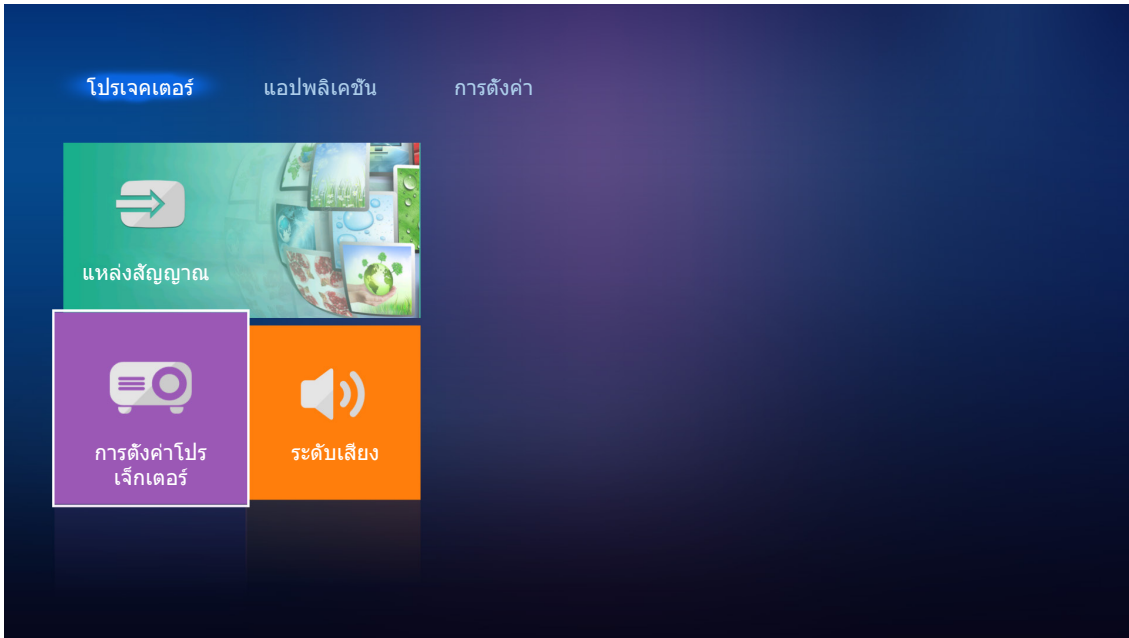 โปรเจคเตอร์ แอปพลิเคชัน การตั้งค่า
แหล่งสัญญาณ
การตั้งค่าโปร
เจ็กเตอร์
ระดับเสียง